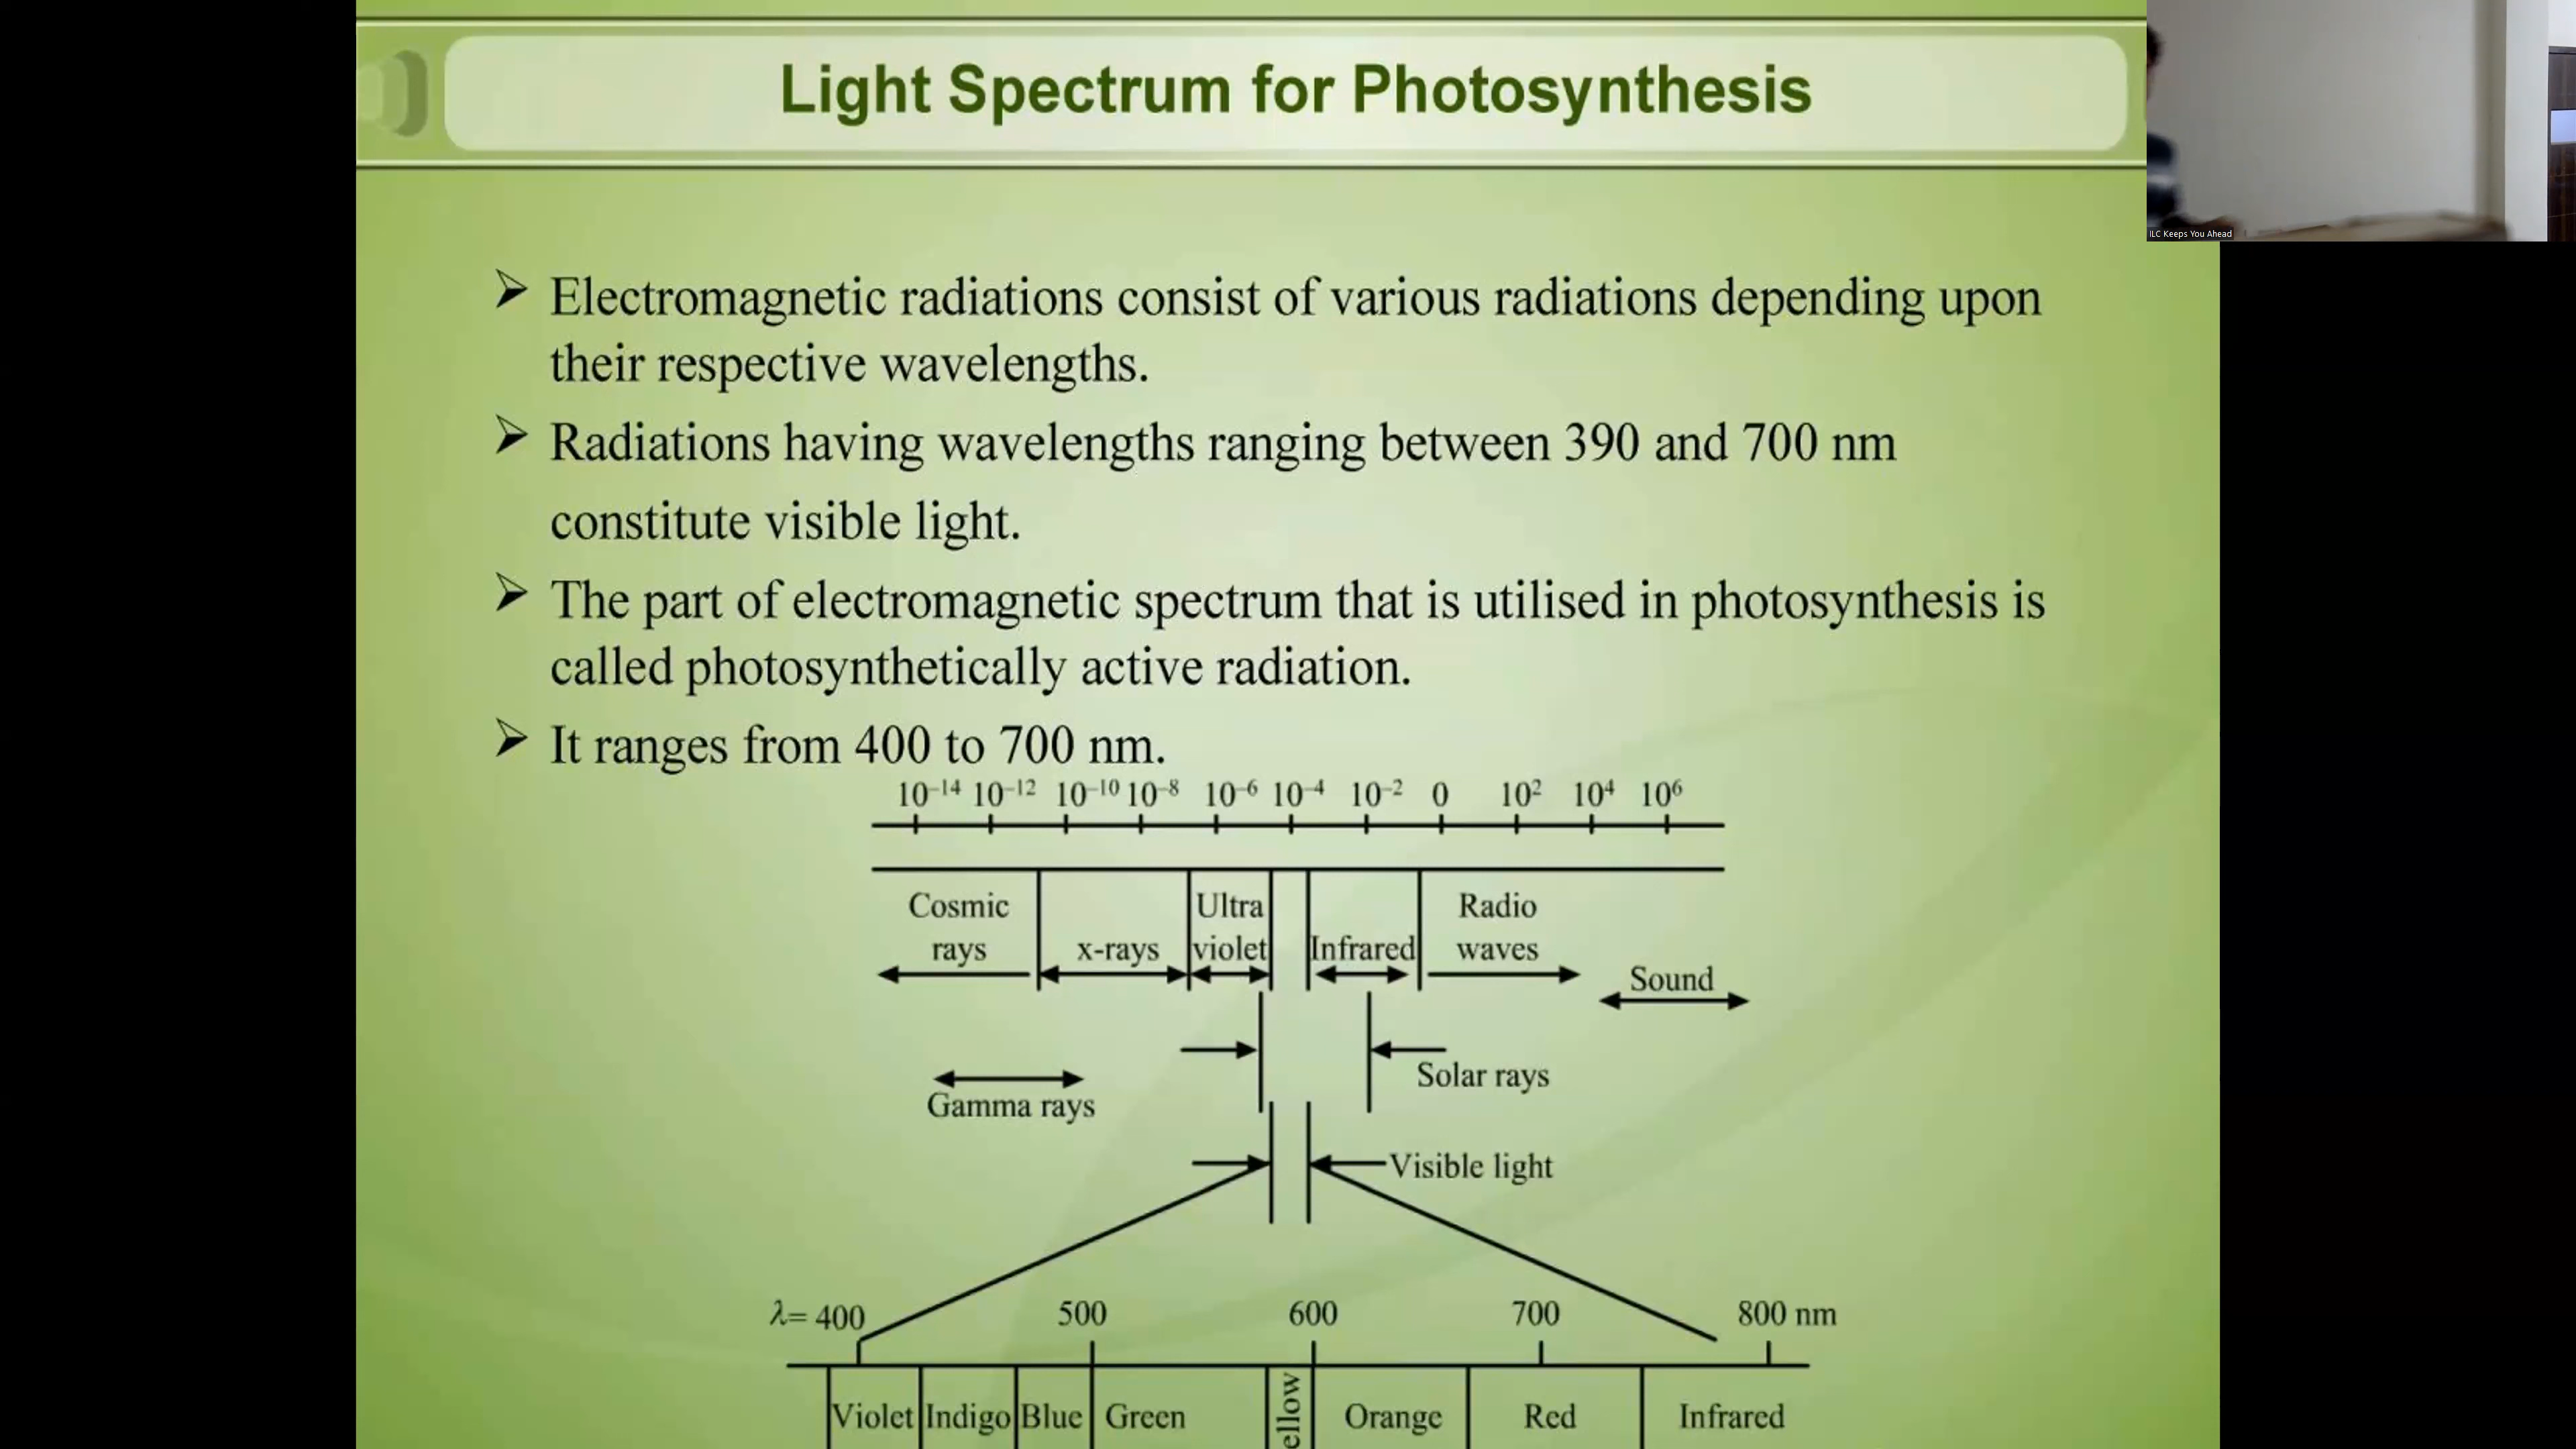 Light Spectrum for Photosynthesis
ILC Keeps You Ahead
➢ Electromagnetic radiations consist of various radiations depending upon
their respective wavelengths.
➢ Radiations having wavelengths ranging between 390 and 700 nm
constitute visible light.
➢ The part of electromagnetic spectrum that is utilised in photosynthesis is
called photosynthetically active radiation.
➢ It ranges from 400 to 700 nm.
10⁻¹⁴ 10⁻¹² 10⁻¹⁰ 10⁻⁸ 10⁻⁶ 10⁻⁴ 10⁻² 0 10² 10⁴ 10⁶
Cosmic Ultra Radio
rays x-rays violet Infrared waves
Sound
Solar rays
Gamma rays
Visible light
λ= 400 500 600 700 800 nm
Violet Indigo Blue Green ellow Orange Red Infrared